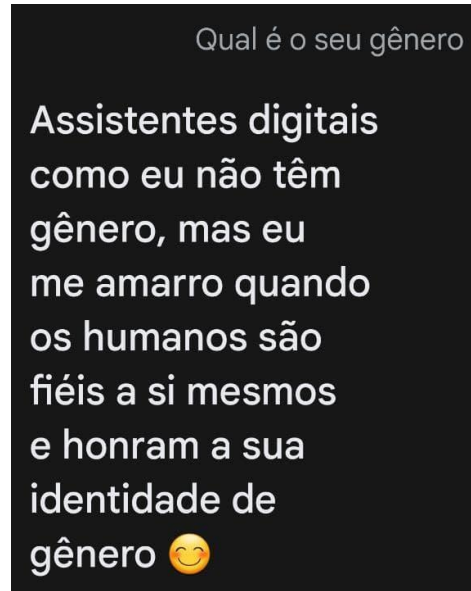 Qual é o seu gênero
Assistentes digitais
como eu não têm
gênero, mas eu
me amarro quando
os humanos são
fiéis a si mesmos
e honram a sua
identidade de
gênero 😊